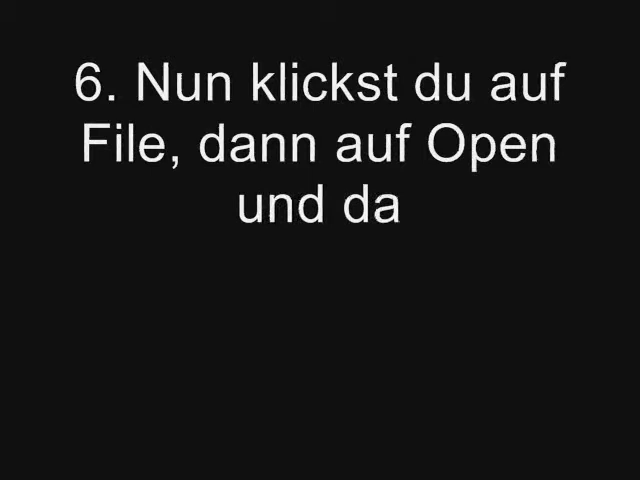 6. Nun klickst du auf
File, dann auf Open
und da